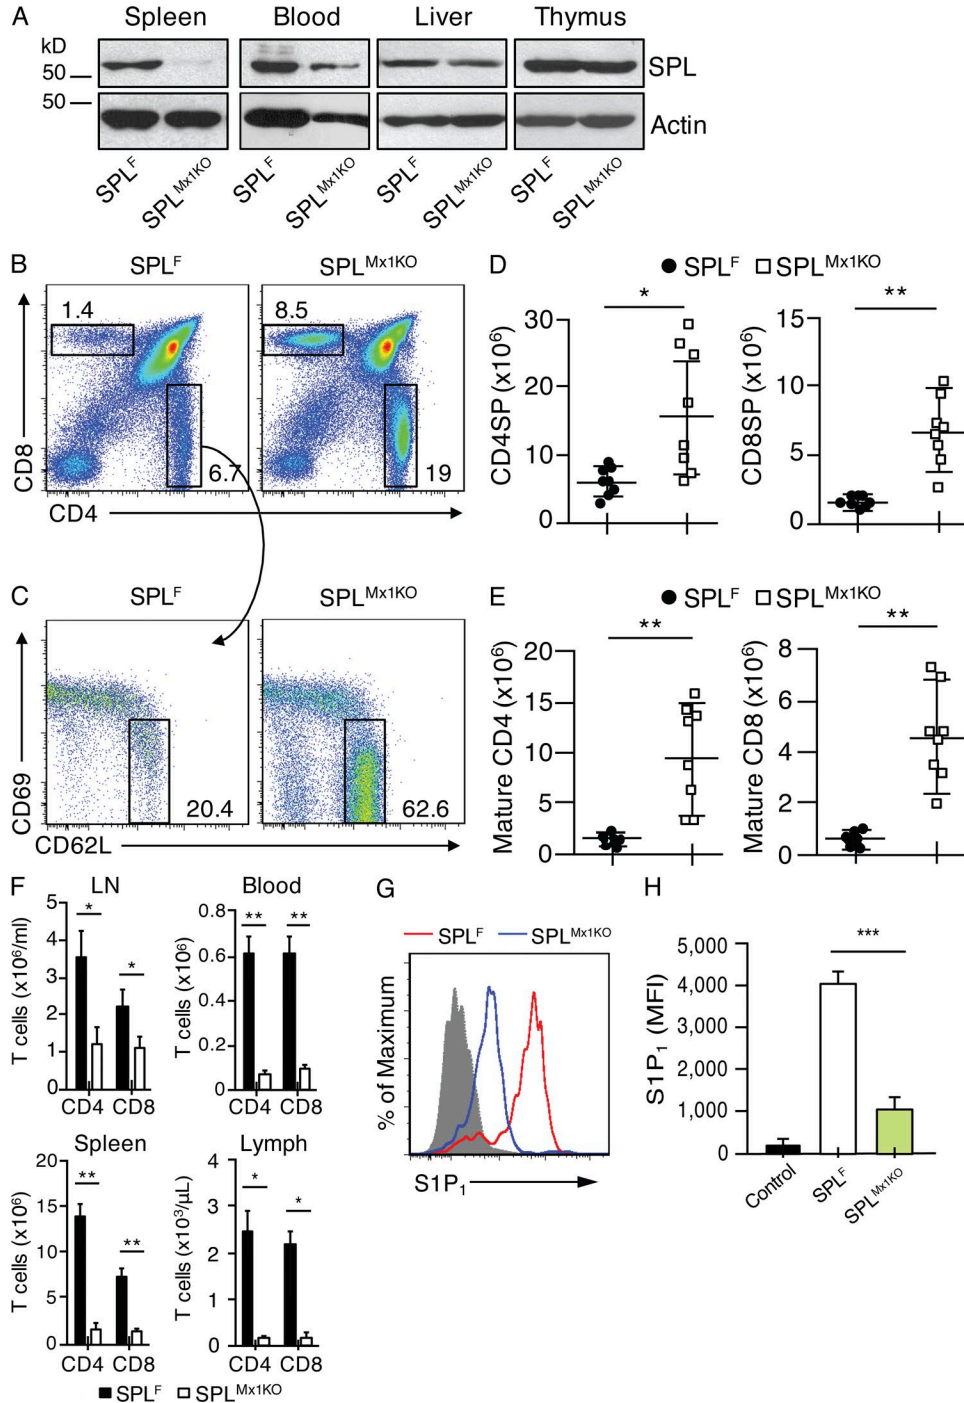 A
Spleen Blood Liver Thymus
kD
50
50
SPL
Actin
SPL^F SPL^Mx1KO SPL^F SPL^Mx1KO SPL^F SPL^Mx1KO SPL^F SPL^Mx1KO
B
SPL^F SPL^Mx1KO
1.4
6.7
8.5
19
CD8
CD4
C
SPL^F SPL^Mx1KO
20.4
62.6
CD69
CD62L
D
SPL^F SPL^Mx1KO
CD4SP (x10^6)
30
20
10
0
*
CD8SP (x10^6)
15
10
5
0
**
E
SPL^F SPL^Mx1KO
Mature CD4 (x10^6)
20
15
10
5
0
**
Mature CD8 (x10^6)
8
6
4
2
0
**
F
LN
T cells (x10^6/ml)
5
4
3
2
1
0
* *
CD4 CD8
Blood
T cells (x10^6)
0.8
0.6
0.4
0.2
0
** **
CD4 CD8
Spleen
T cells (x10^6)
20
15
10
5
0
** **
CD4 CD8
Lymph
T cells (x10^3/µL)
4
3
2
1
0
* *
CD4 CD8
SPL^F SPL^Mx1KO
G
SPL^F SPL^Mx1KO
% of Maximum
S1P₁
H
S1P₁ (MFI)
5,000
4,000
3,000
2,000
1,000
0
***
Control SPL^F SPL^Mx1KO